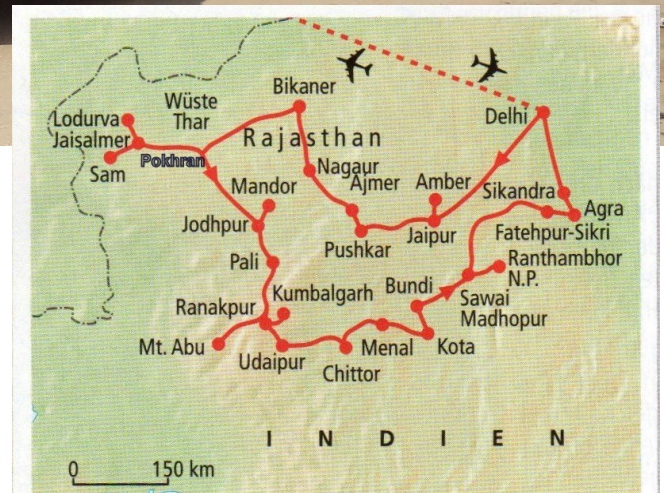 Bikaner
Delhi
Wüste
Thar
Lodurva
Jaisalmer
Rajasthan
Pokhran
Sam
Nagaur
Mandor
Ajmer
Amber
Sikandra
Agra
Jodhpur
Pushkar
Jaipur
Fatehpur-Sikri
Pali
Ranthambhor
N.P.
Ranakpur
Kumbalgarh
Bundi
Sawai
Madhopur
Mt. Abu
Udaipur
Chittor
Menal
Kota
INDIEN
0 150 km